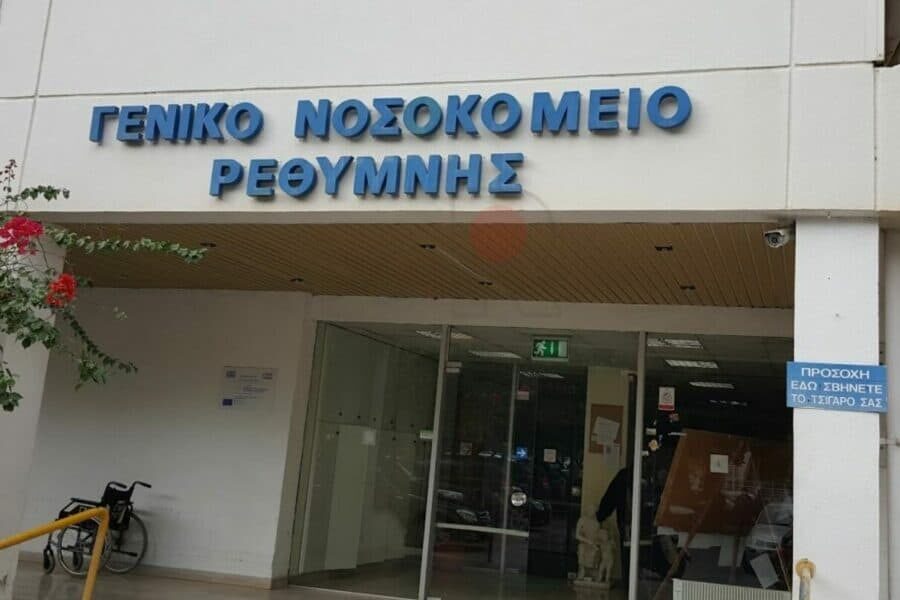 ΓΕΝΙΚΟ ΝΟΣΟΚΟΜΕΙΟ
ΡΕΘΥΜΝΗΣ
ΠΡΟΣΟΧΗ
ΕΔΩ ΣΒΗΝΕΤΕ
ΤΟ ΤΣΙΓΑΡΟ ΣΑΣ